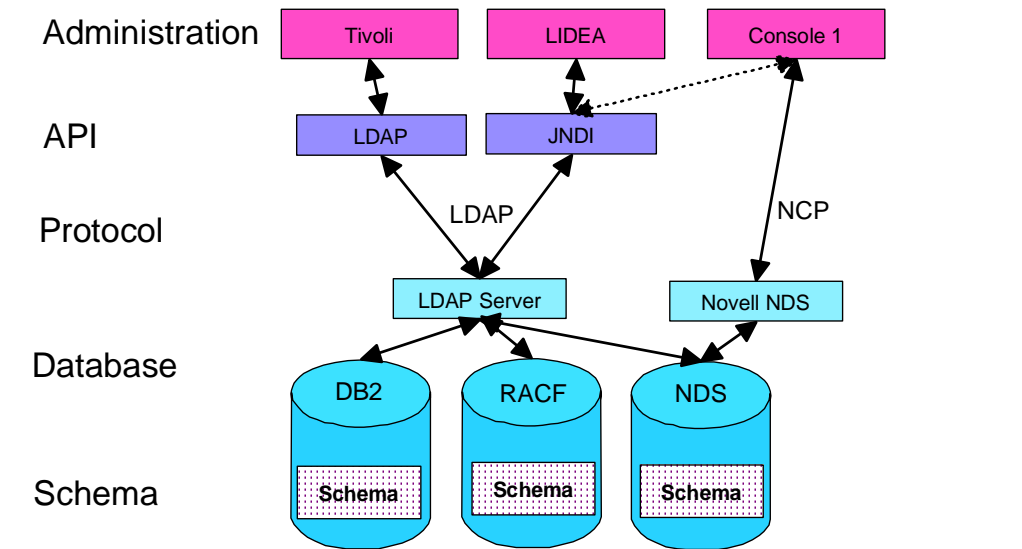 Administration
Tivoli
LIDEA
Console 1
API
LDAP
JNDI
Protocol
LDAP
NCP
LDAP Server
Novell NDS
Database
DB2
RACF
NDS
Schema
Schema
Schema
Schema